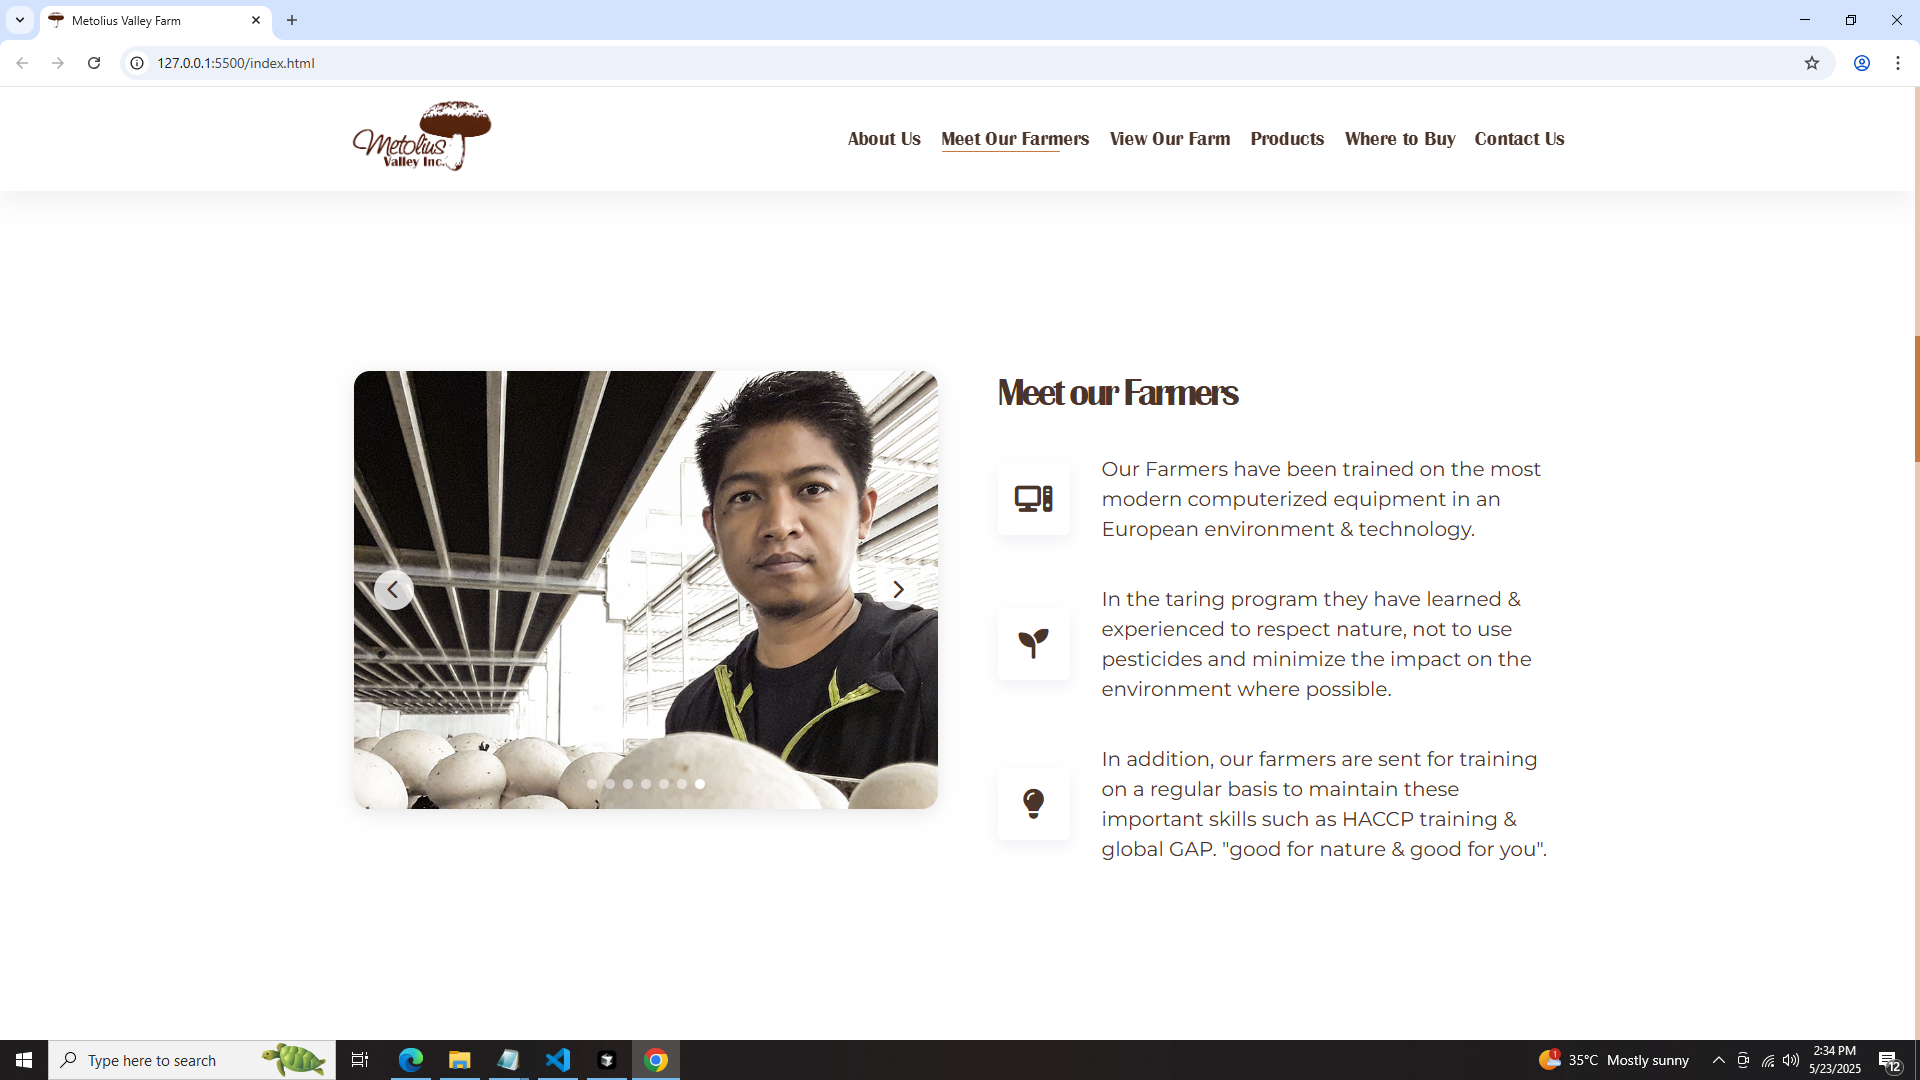 Metolius Valley Farm
127.0.0.1:5500/index.html
Metolius
Valley Inc.
About Us Meet Our Farmers View Our Farm Products Where to Buy Contact Us
Meet our Farmers
Our Farmers have been trained on the most
modern computerized equipment in an
European environment & technology.
In the taring program they have learned &
experienced to respect nature, not to use
pesticides and minimize the impact on the
environment where possible.
In addition, our farmers are sent for training
on a regular basis to maintain these
important skills such as HACCP training &
global GAP. "good for nature & good for you".
Type here to search
1
35°C Mostly sunny
2:34 PM
5/23/2025
12